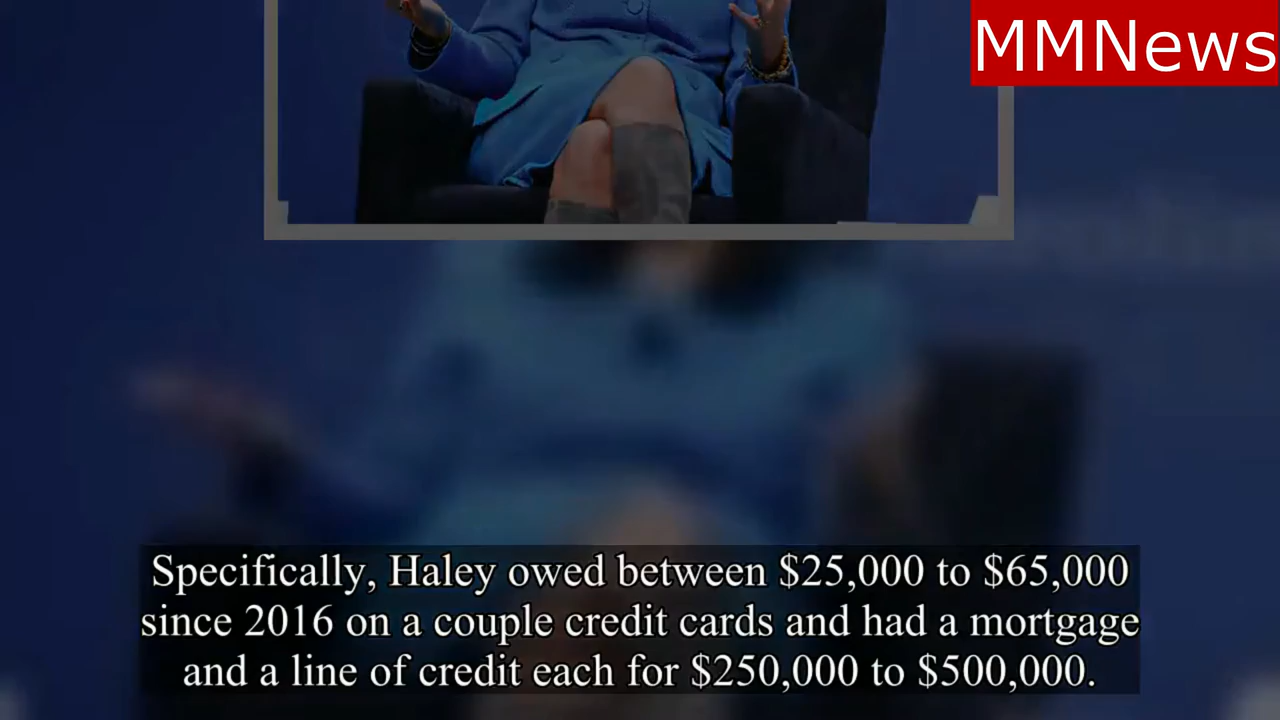 MMNews
Specifically, Haley owed between $25,000 to $65,000
since 2016 on a couple credit cards and had a mortgage
and a line of credit each for $250,000 to $500,000.